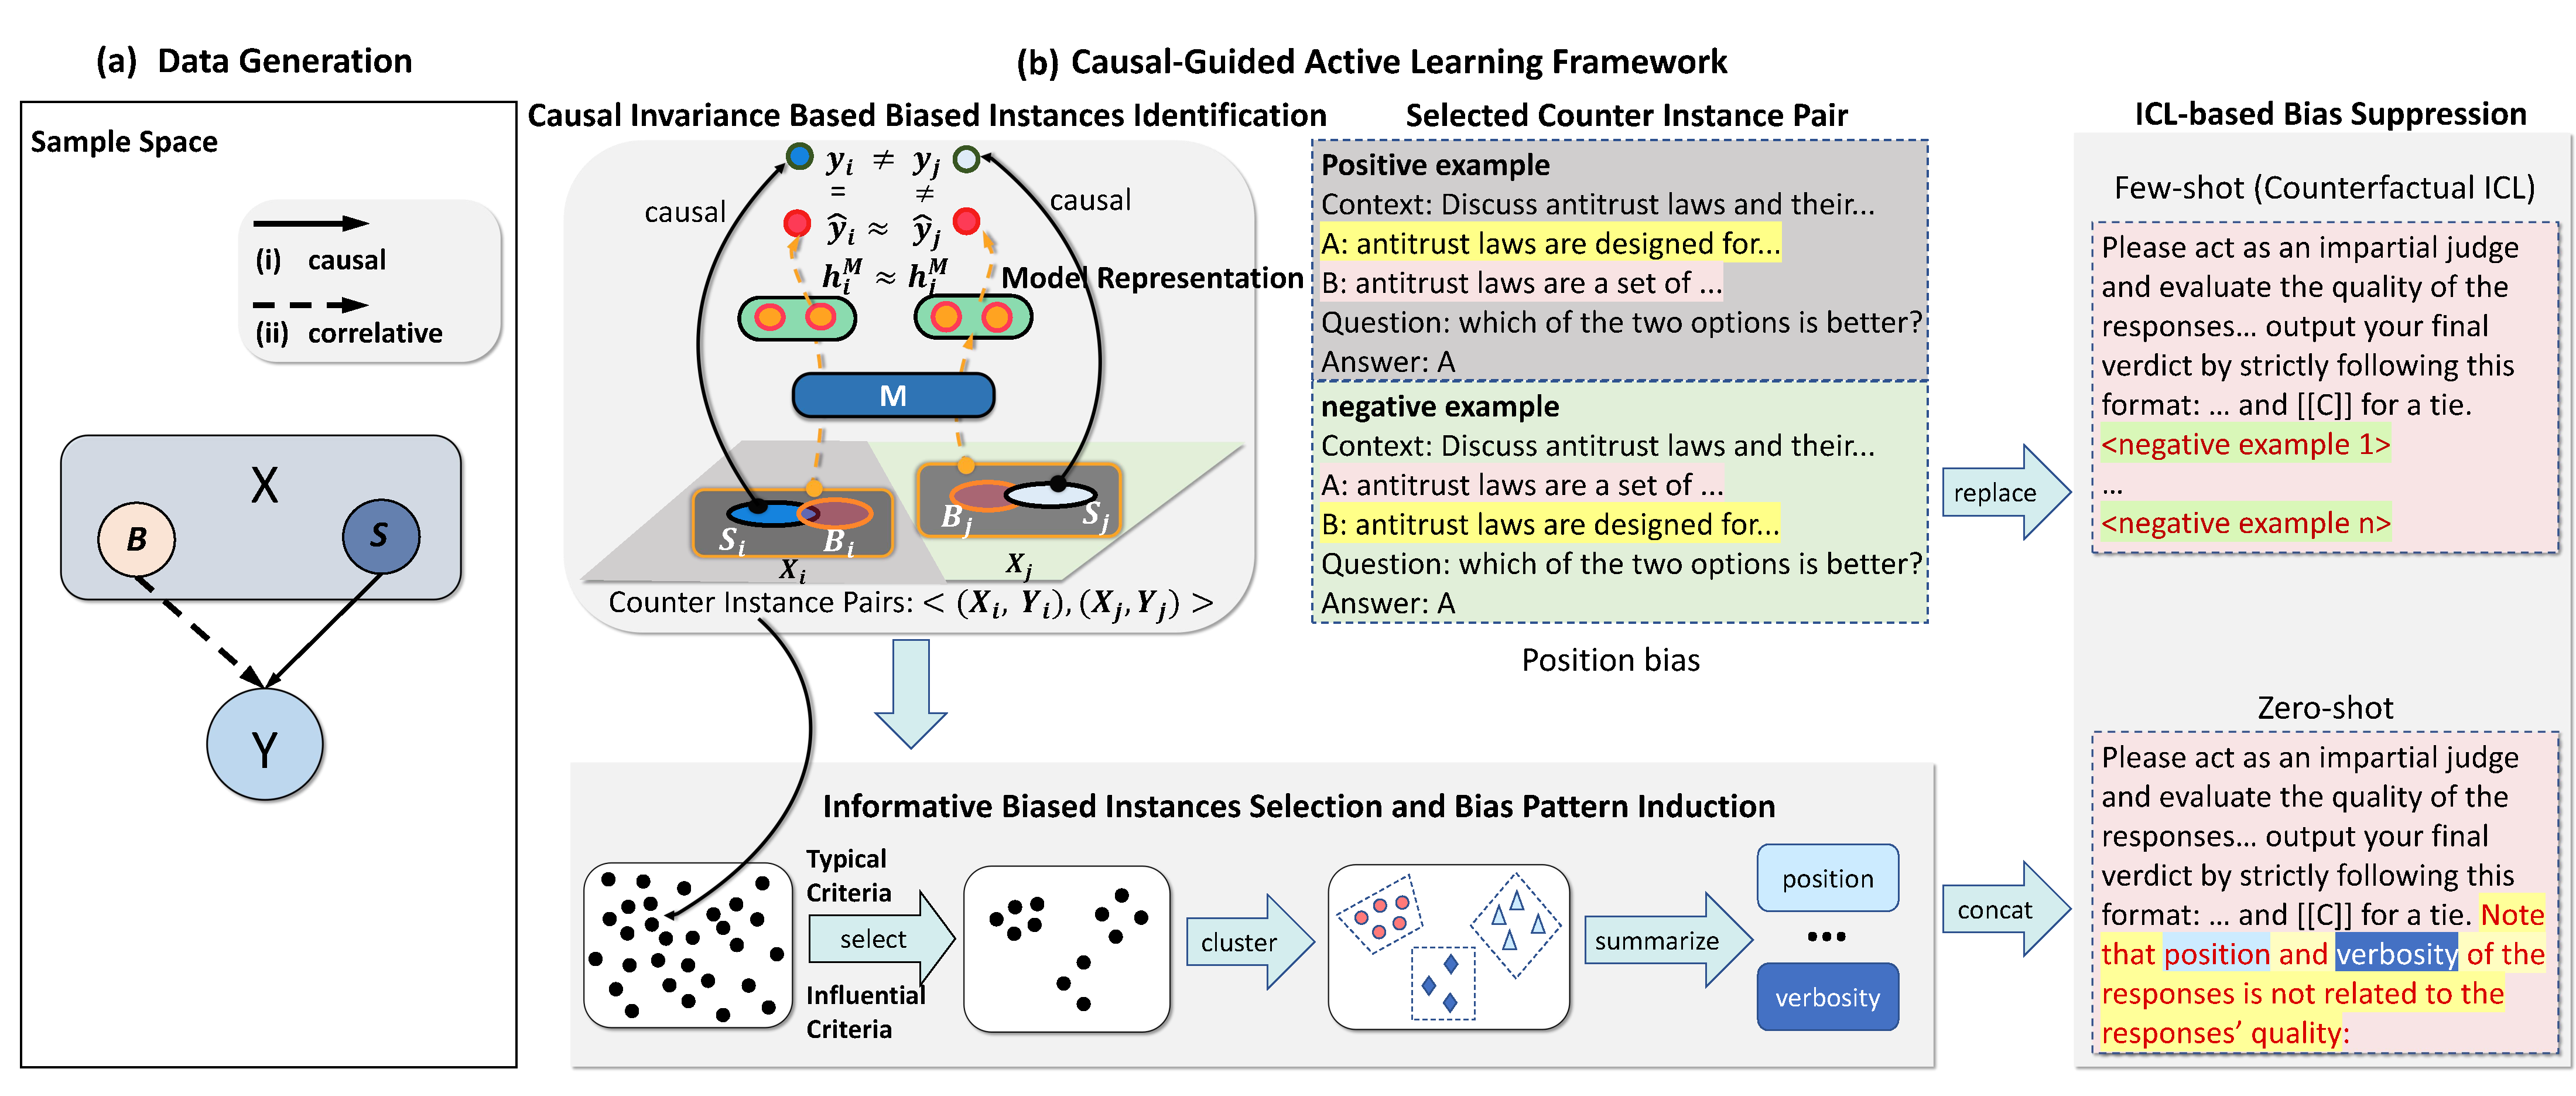 (a) Data Generation
Sample Space
(i) causal
(ii) correlative
X
B
S
Y
(b) Causal-Guided Active Learning Framework
Causal Invariance Based Biased Instances Identification
y_i ≠ y_j
= ≠
ŷ_i ≈ ŷ_j
h_i^M ≈ h_j^M
causal
causal
Model Representation
M
S_i B_i
B_j S_j
X_i
X_j
Counter Instance Pairs: < (X_i, Y_i), (X_j, Y_j) >
Selected Counter Instance Pair
Positive example
Context: Discuss antitrust laws and their...
A: antitrust laws are designed for...
B: antitrust laws are a set of ...
Question: which of the two options is better?
Answer: A
negative example
Context: Discuss antitrust laws and their...
A: antitrust laws are a set of ...
B: antitrust laws are designed for...
Question: which of the two options is better?
Answer: A
Position bias
Informative Biased Instances Selection and Bias Pattern Induction
Typical
Criteria
select
Influential
Criteria
cluster
summarize
position
...
verbosity
replace
concat
ICL-based Bias Suppression
Few-shot (Counterfactual ICL)
Please act as an impartial judge
and evaluate the quality of the
responses... output your final
verdict by strictly following this
format: ... and [[C]] for a tie.
<negative example 1>
...
<negative example n>
Zero-shot
Please act as an impartial judge
and evaluate the quality of the
responses... output your final
verdict by strictly following this
format: ... and [[C]] for a tie. Note
that position and verbosity of the
responses is not related to the
responses' quality: